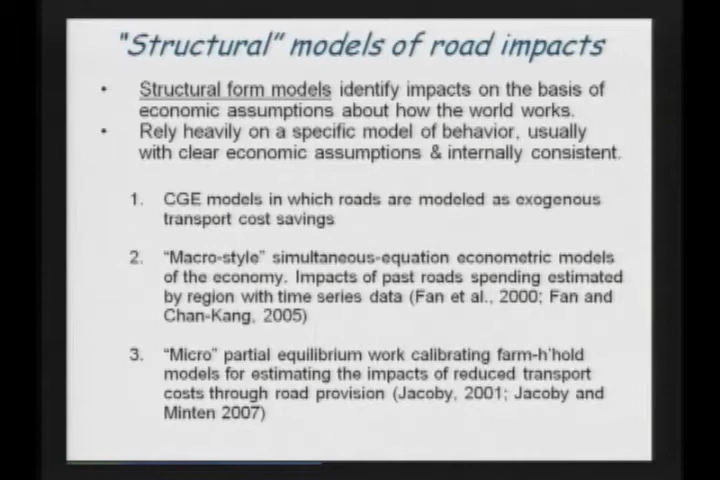 "Structural" models of road impacts
• Structural form models identify impacts on the basis of
economic assumptions about how the world works.
• Rely heavily on a specific model of behavior, usually
with clear economic assumptions & internally consistent.
1. CGE models in which roads are modeled as exogenous
transport cost savings
2. "Macro-style" simultaneous-equation econometric models
of the economy. Impacts of past roads spending estimated
by region with time series data (Fan et al., 2000; Fan and
Chan-Kang, 2005)
3. "Micro" partial equilibrium work calibrating farm-h'hold
models for estimating the impacts of reduced transport
costs through road provision (Jacoby, 2001; Jacoby and
Minten 2007)